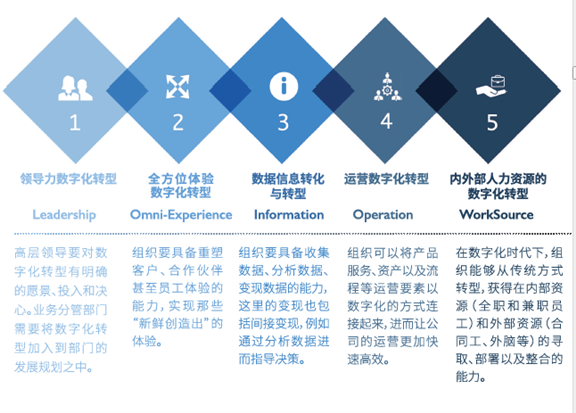 1
2
3
4
5
领导力数字化转型
Leadership
全方位体验
数字化转型
Omni-Experience
数据信息转化
与转型
Information
运营数字化转型
Operation
内外部人力资源的
数字化转型
WorkSource
高层领导要对数
字化转型有明确
的愿景、投入和决
心。业务分管部门
需要将数字化转
型加入到部门的
发展规划之中。
组织要具备重塑
客户、合作伙伴
甚至员工体验的
能力，实现那些
“新鲜创造出”的
体验。
组织要具备收集
数据、分析数据、
变现数据的能力，
这里的变现也包
括间接变现，例如
通过分析数据进
而指导决策。
组织可以将产品
服务、资产以及流
程等运营要素以
数字化的方式连
接起来，进而让公
司的运营更加快
速高效。
在数字化时代下，组
织能够从传统方式
转型，获得在内部资
源（全职和兼职员
工）和外部资源（合
同工、外脑等）的寻
取、部署以及整合的
能力。